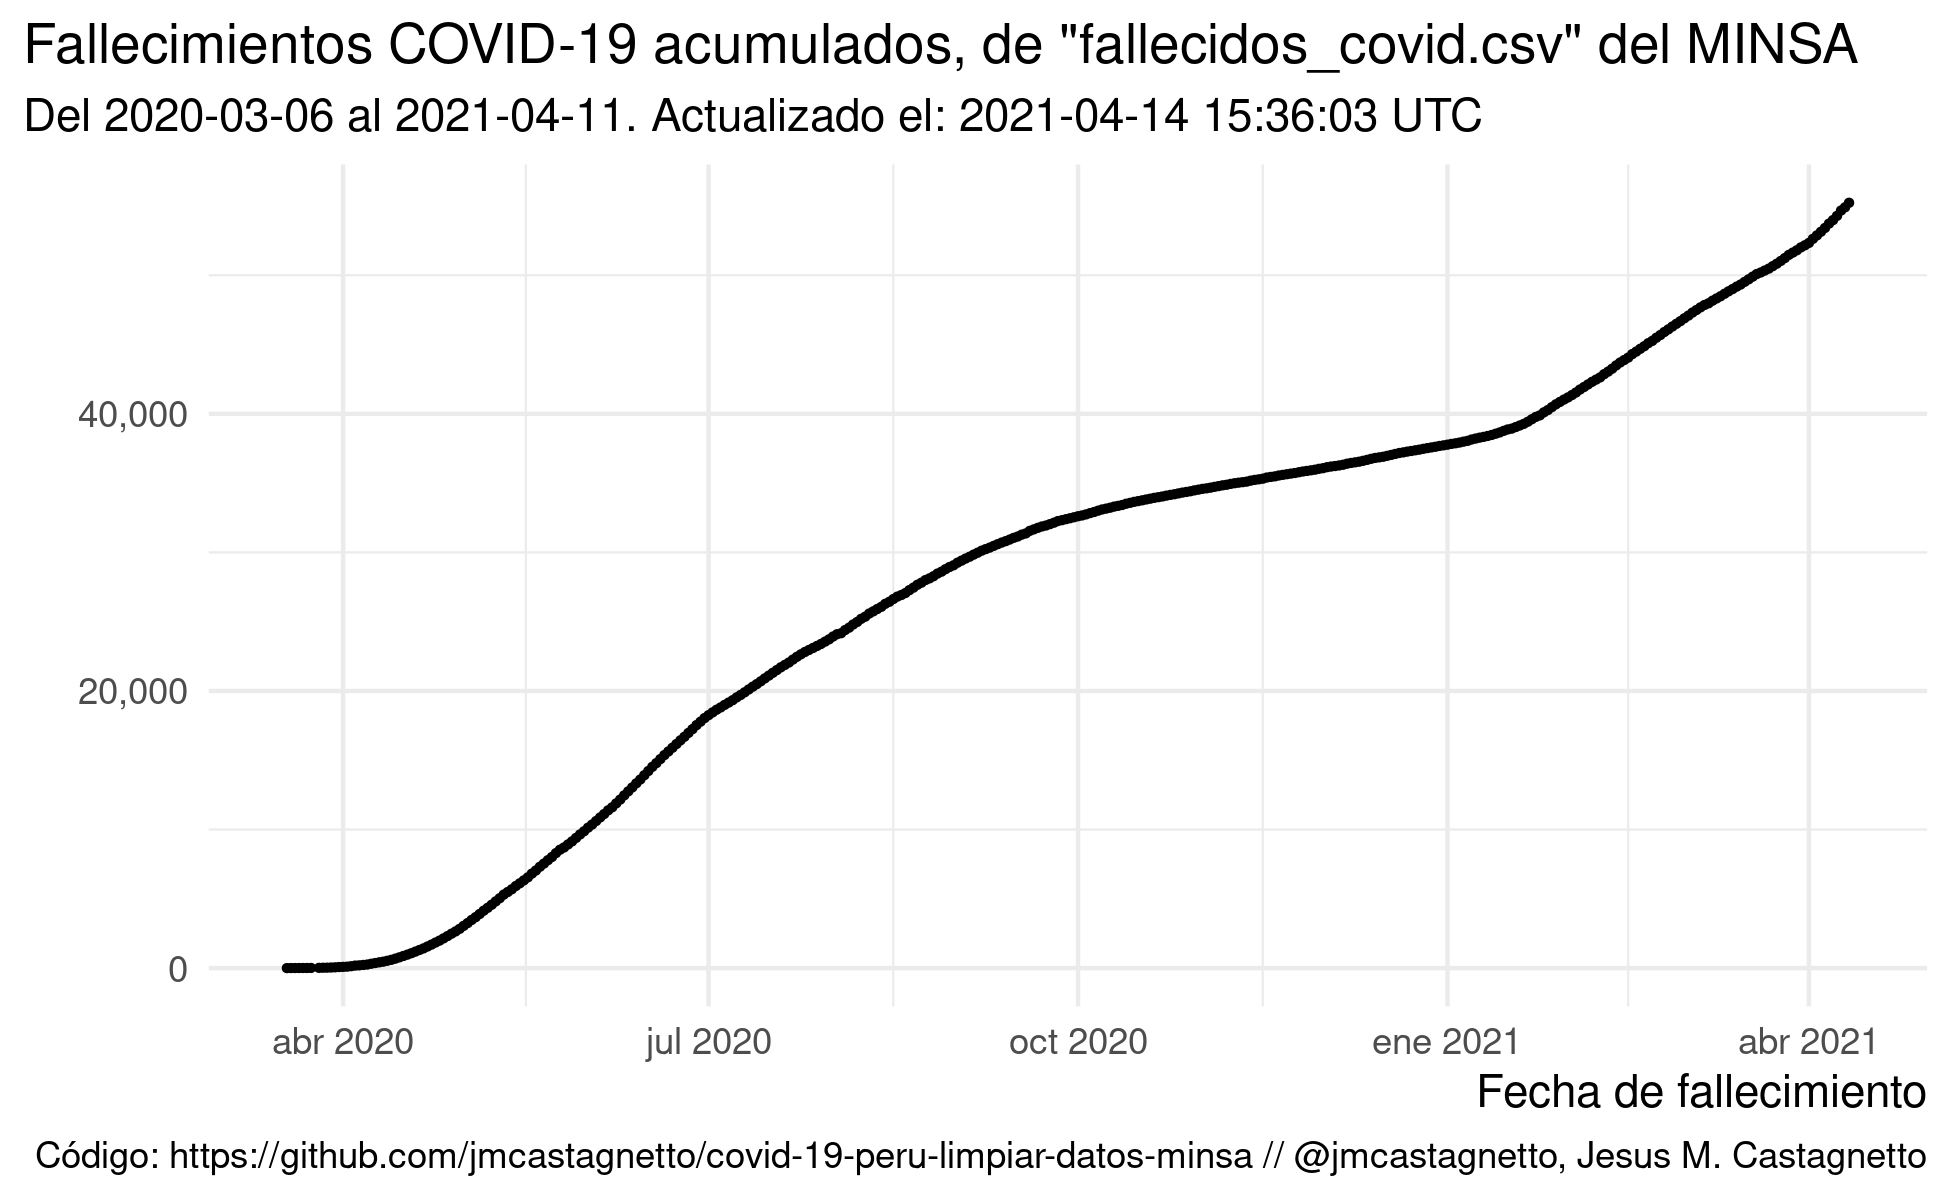 Fallecimientos COVID-19 acumulados, de "fallecidos_covid.csv" del MINSA
Del 2020-03-06 al 2021-04-11. Actualizado el: 2021-04-14 15:36:03 UTC
40,000
20,000
0
abr 2020
jul 2020
oct 2020
ene 2021
abr 2021
Fecha de fallecimiento
Código: https://github.com/jmcastagnetto/covid-19-peru-limpiar-datos-minsa // @jmcastagnetto, Jesus M. Castagnetto